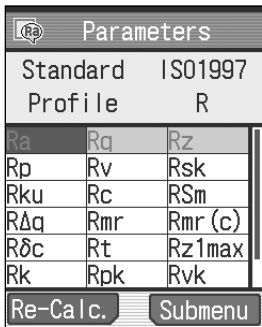 Ra Parameters
Standard ISO1997
Profile R
Ra Rq Rz
Rp Rv Rsk
Rku Rc RSm
RΔq Rmr Rmr(c)
Rδc Rt Rz1max
Rk Rpk Rvk
Re-Calc. Submenu